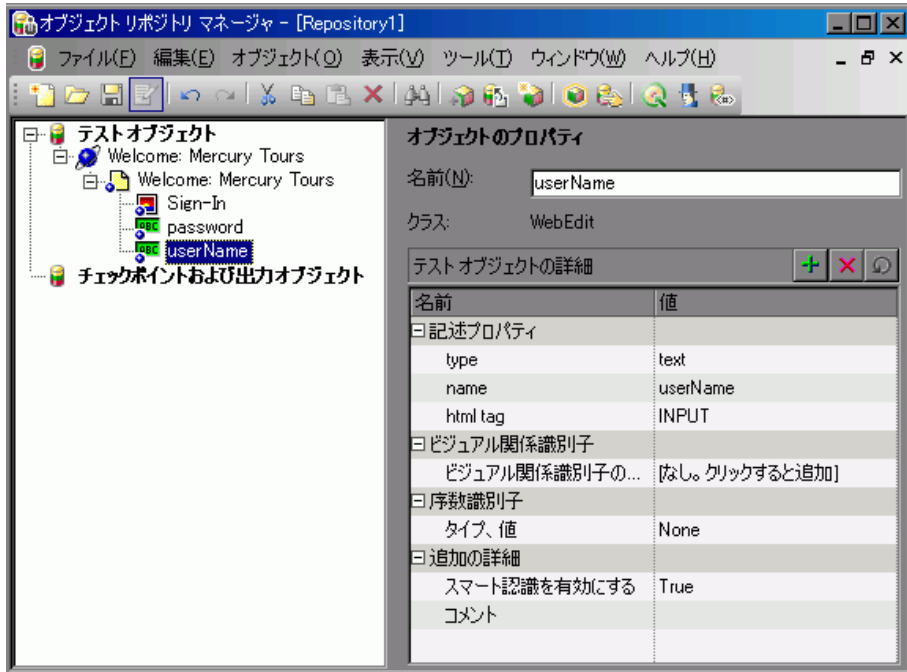 オブジェクト リポジトリ マネージャ - [Repository1]
ファイル(F) 編集(E) オブジェクト(O) 表示(V) ツール(T) ウィンドウ(W) ヘルプ(H)
テスト オブジェクト
Welcome: Mercury Tours
Welcome: Mercury Tours
Sign-In
ABC password
ABC userName
チェックポイントおよび出力オブジェクト
オブジェクトのプロパティ
名前(N): userName
クラス: WebEdit
テスト オブジェクトの詳細
名前 値
記述プロパティ
type text
name userName
html tag INPUT
ビジュアル関係識別子
ビジュアル関係識別子の... [なし。クリックすると追加]
序数識別子
タイプ、値 None
追加の詳細
スマート認識を有効にする True
コメント